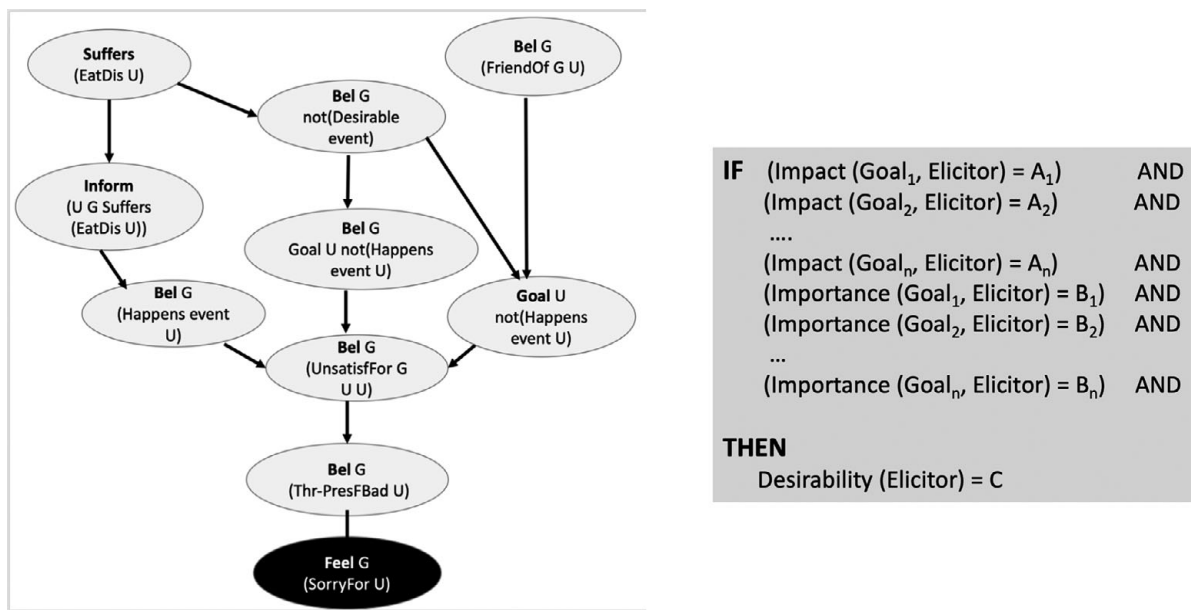 Suffers
(EatDis U)
Bel G
(FriendOf G U)
Bel G
not(Desirable
event)
Inform
(U G Suffers
(EatDis U))
Bel G
Goal U not(Happens
event U)
Bel G
(Happens event
U)
Goal U
not(Happens
event U)
Bel G
(UnsatisfFor G
U U)
Bel G
(Thr-PresFBad U)
Feel G
(SorryFor U)
IF (Impact (Goal₁, Elicitor) = A₁) AND
(Impact (Goal₂, Elicitor) = A₂) AND
....
(Impact (Goalₙ, Elicitor) = Aₙ) AND
(Importance (Goal₁, Elicitor) = B₁) AND
(Importance (Goal₂, Elicitor) = B₂) AND
...
(Importance (Goalₙ, Elicitor) = Bₙ) AND
THEN
Desirability (Elicitor) = C